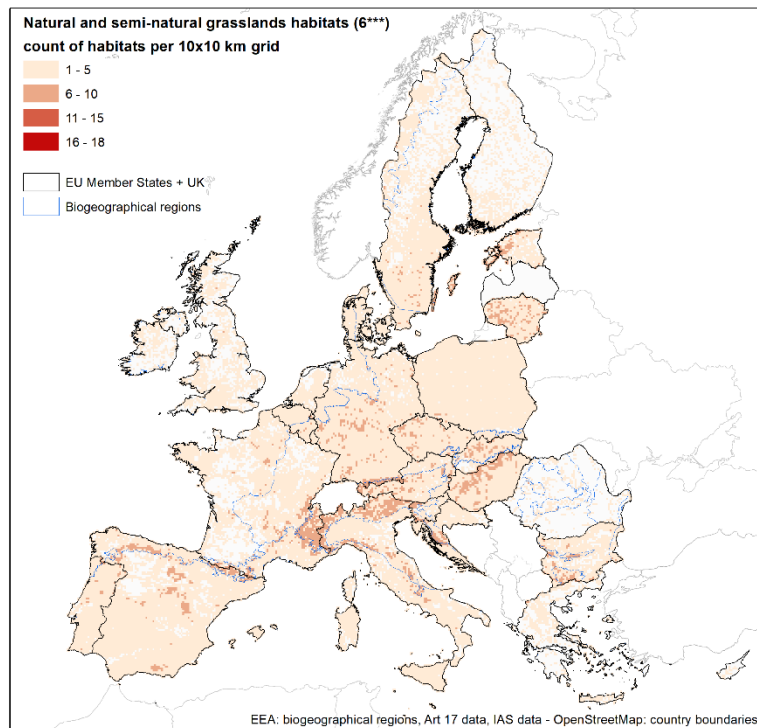 Natural and semi-natural grasslands habitats (6***)
count of habitats per 10x10 km grid
1 - 5
6 - 10
11 - 15
16 - 18
EU Member States + UK
Biogeographical regions
EEA: biogeographical regions, Art 17 data, IAS data - OpenStreetMap: country boundaries